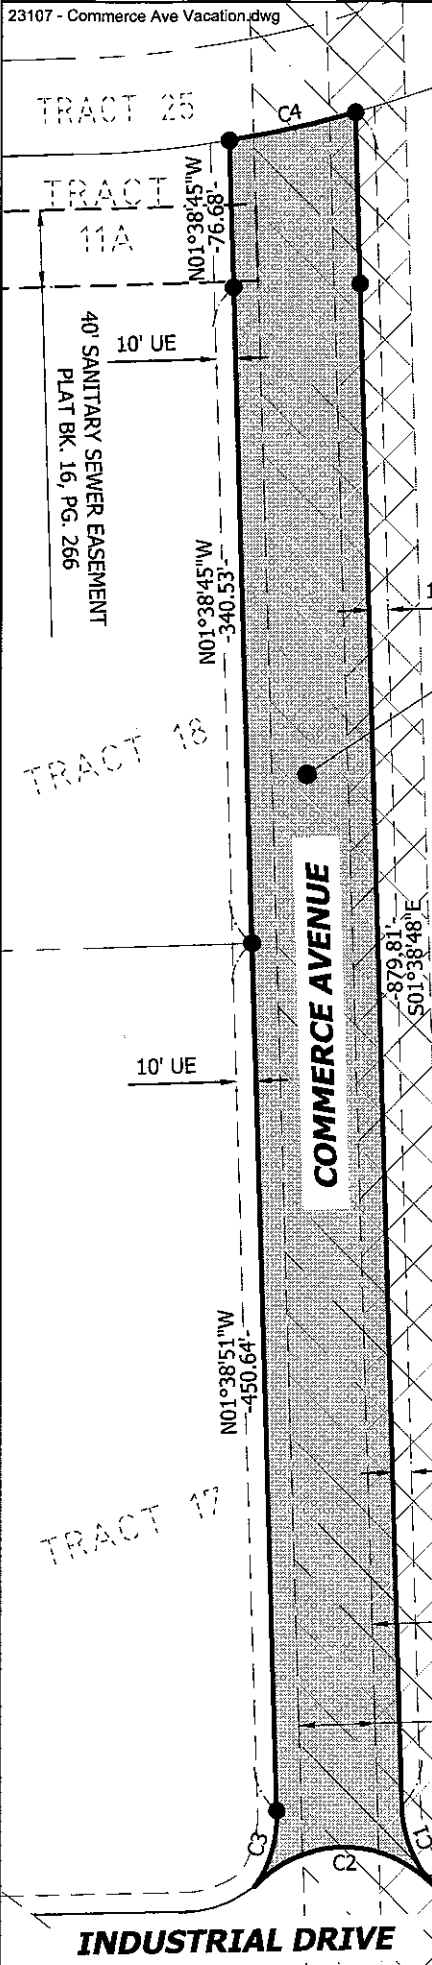 23107 - Commerce Ave Vacation.dwg
TRACT 25
C4
TRACT
11A
N01°38'45"W
-76.68'-
10' UE
40' SANITARY SEWER EASEMENT
PLAT BK. 16, PG. 266
N01°38'45"W
-340.53'-
1
TRACT 18
COMMERCE AVENUE
-879.81'-
S01°38'48"E
10' UE
N01°38'51"W
-450.64'-
TRACT 17
C3
C2
C1
INDUSTRIAL DRIVE